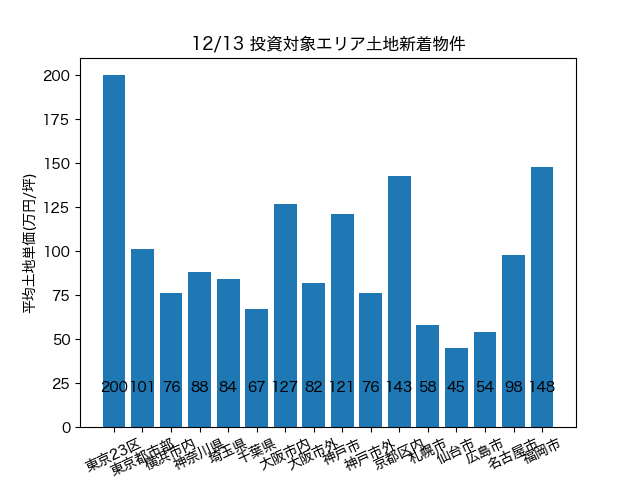 12/13 投資対象エリア土地新着物件
平均土地単価(万円/坪)
200
175
150
125
100
75
50
25
0
200 101 76 88 84 67 127 82 121 76 143 58 45 54 98 148
東京23区
東京都市部
横浜市内
神奈川県
埼玉県
千葉県
大阪市内
大阪市外
神戸市
神戸市外
京都区内
札幌市
仙台市
広島市
名古屋市
福岡市